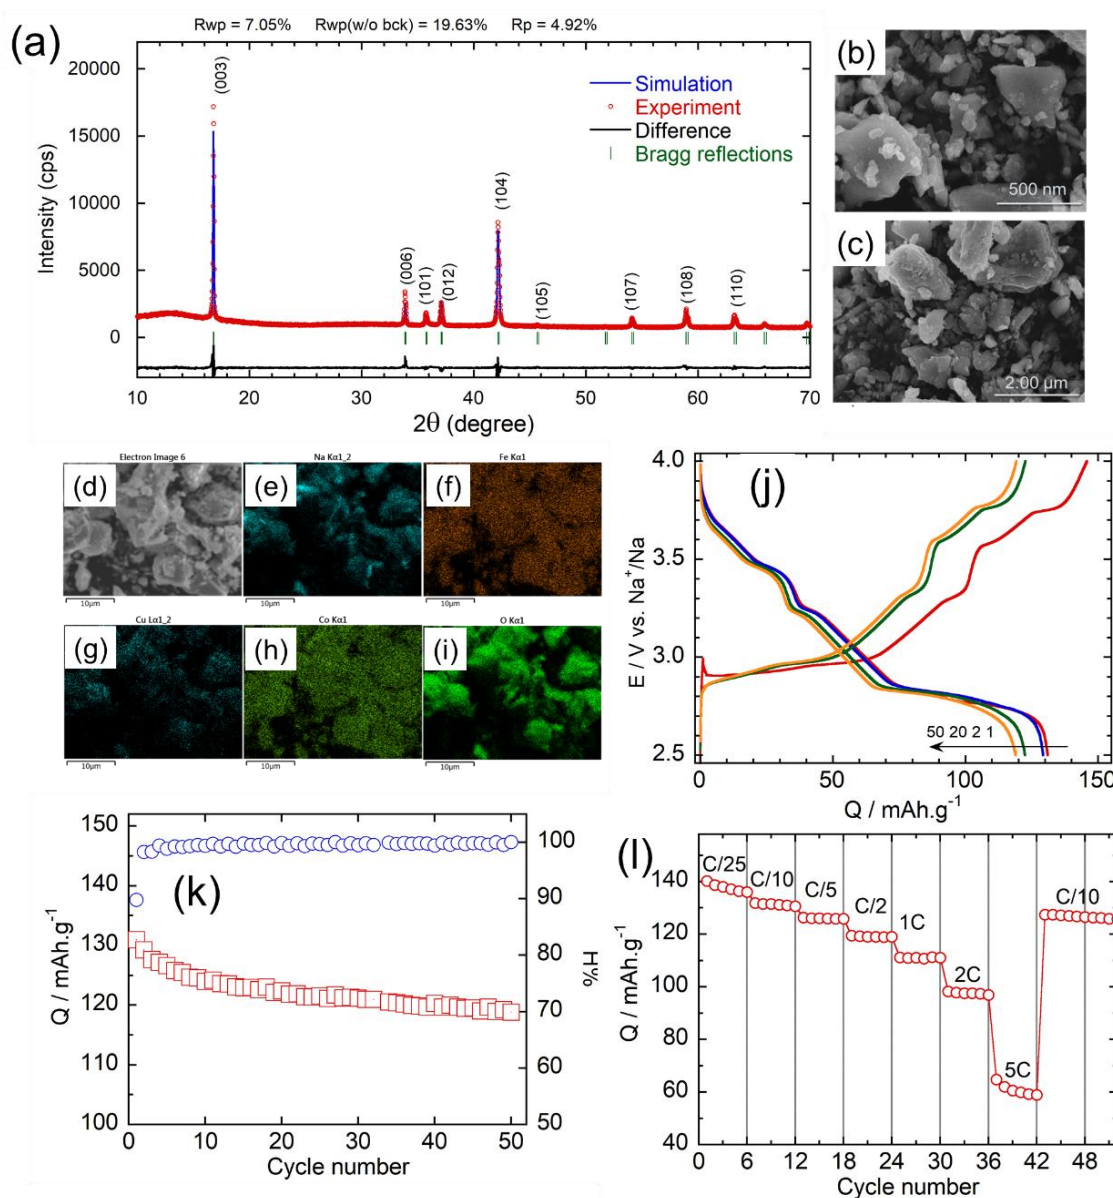 Rwp = 7.05% Rwp(w/o bck) = 19.63% Rp = 4.92%
(a)
Intensity (cps)
20000
15000
10000
5000
0
(003)
(006)
(101)
(012)
(104)
(105)
(107)
(108)
(110)
Simulation
Experiment
Difference
Bragg reflections
10 20 30 40 50 60 70
2θ (degree)
(b)
500 nm
(c)
2.00 µm
Electron Image 6
(d)
10µm
Na Kα1_2
(e)
10µm
Fe Kα1
(f)
10µm
Cu Lα1_2
(g)
10µm
Co Kα1
(h)
10µm
O Kα1
(i)
10µm
(j)
E / V vs. Na⁺/Na
4.0
3.5
3.0
2.5
50 20 2 1
0 50 100 150
Q / mAh.g⁻¹
(k)
Q / mAh.g⁻¹
150
140
130
120
110
100
H%
100
90
80
70
60
50
0 10 20 30 40 50
Cycle number
(l)
Q / mAh.g⁻¹
140
120
100
80
60
40
C/25
C/10
C/5
C/2
1C
2C
5C
C/10
0 6 12 18 24 30 36 42 48
Cycle number